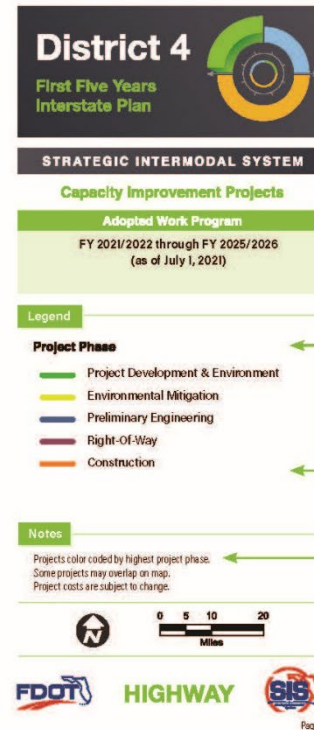 District 4
First Five Years
Interstate Plan
STRATEGIC INTERMODAL SYSTEM
Capacity Improvement Projects
Adopted Work Program
FY 2021/2022 through FY 2025/2026
(as of July 1, 2021)
Legend
Project Phase
Project Development & Environment
Environmental Mitigation
Preliminary Engineering
Right-Of-Way
Construction
Notes
Projects color coded by highest project phase.
Some projects may overlap on map.
Project costs are subject to change.
N
0 5 10 20
Miles
FDOT HIGHWAY SIS